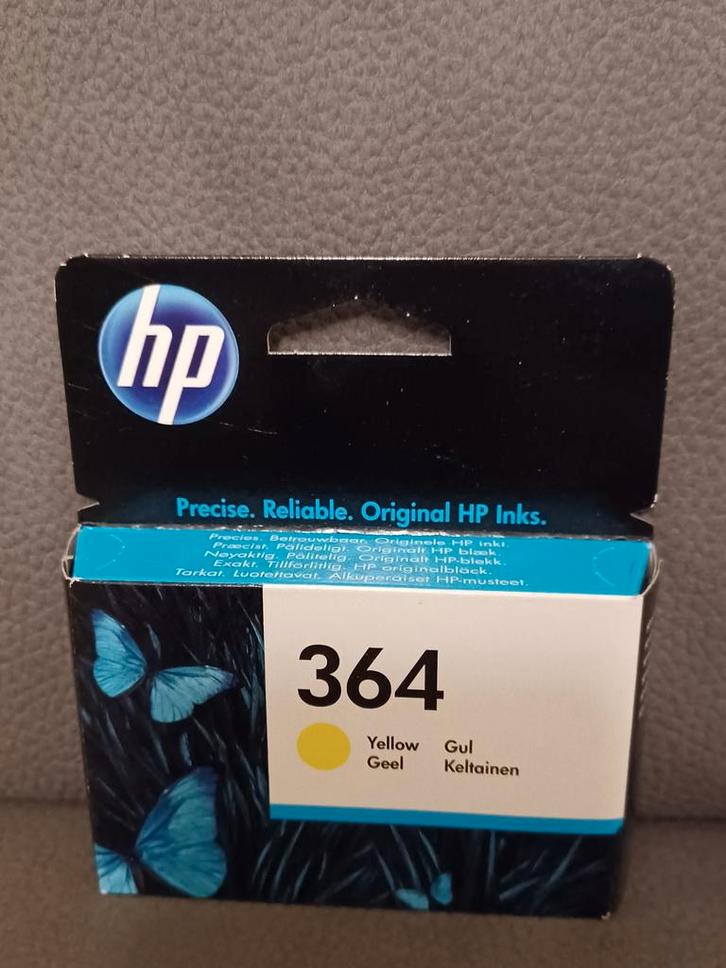 hp
Precise. Reliable. Original HP Inks.
Precies. Betrouwbaar. Originele HP inkt.
Præcist. Pålideligt. Originalt HP blæk.
Nøyaktig. Pålitelig. Originalt HP-blekk.
Exakt. Tillförlitlig. HP originalbläck.
Tarkat. Luotettavat. Alkuperäiset HP-musteet.
364
Yellow Gul
Geel Keltainen